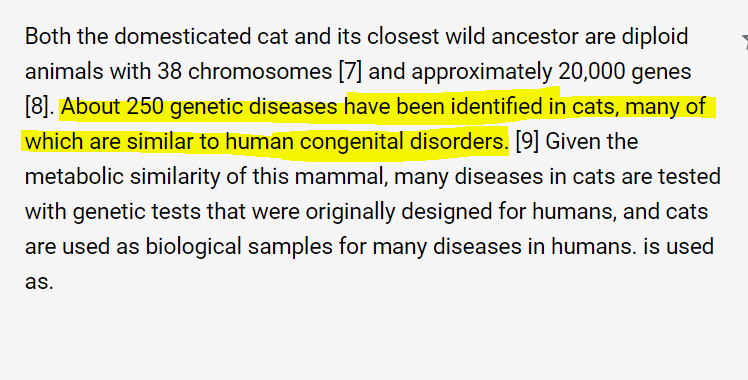 Both the domesticated cat and its closest wild ancestor are diploid
animals with 38 chromosomes [7] and approximately 20,000 genes
[8]. About 250 genetic diseases have been identified in cats, many of
which are similar to human congenital disorders. [9] Given the
metabolic similarity of this mammal, many diseases in cats are tested
with genetic tests that were originally designed for humans, and cats
are used as biological samples for many diseases in humans. is used
as.